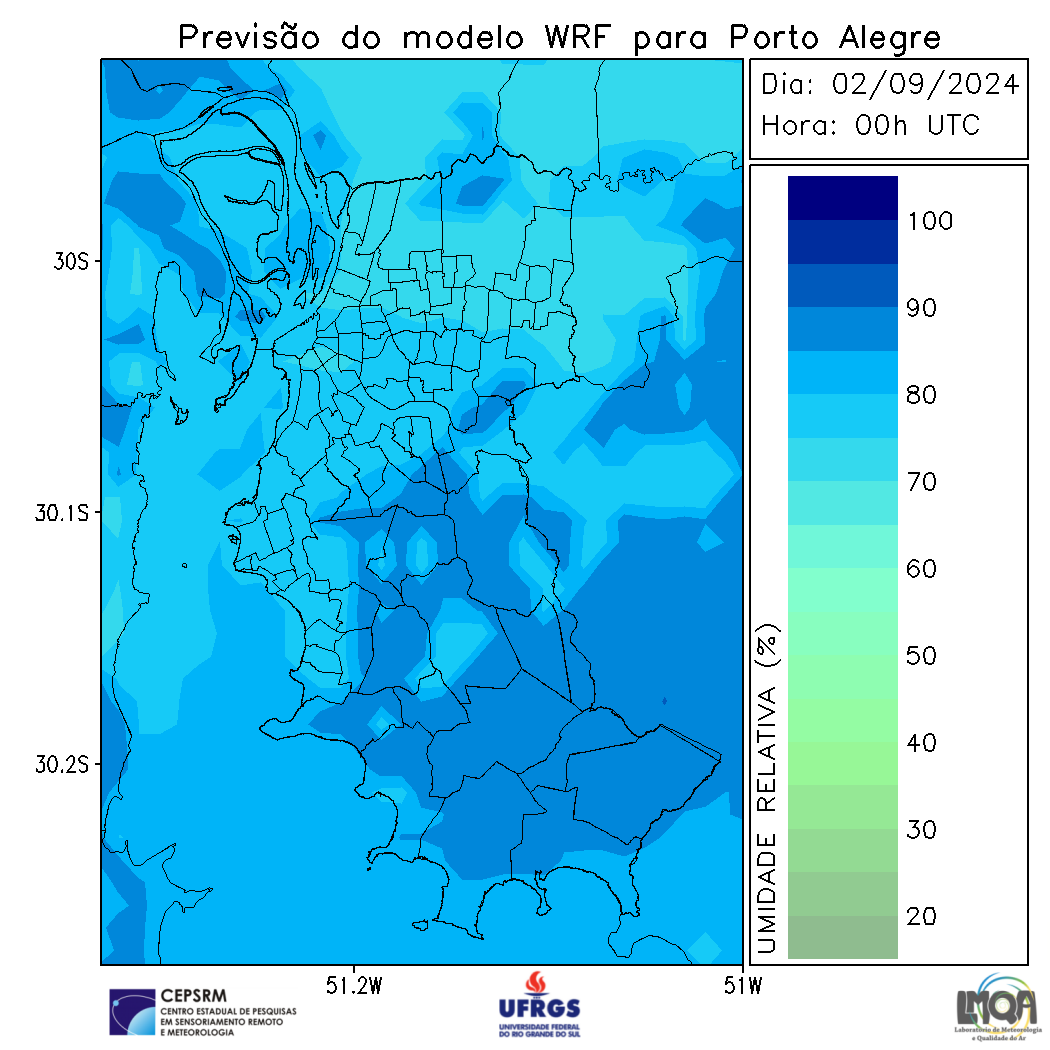 Previsão do modelo WRF para Porto Alegre
Dia: 02/09/2024
Hora: 00h UTC
30S
30.1S
30.2S
51.2W
51W
UMIDADE RELATIVA (%)
100
90
80
70
60
50
40
30
20
CEPSRM
CENTRO ESTADUAL DE PESQUISAS
EM SENSORIAMENTO REMOTO
E METEOROLOGIA
UFRGS
UNIVERSIDADE FEDERAL
DO RIO GRANDE DO SUL
LMQA
Laboratório de Meteorologia
e Qualidade do Ar